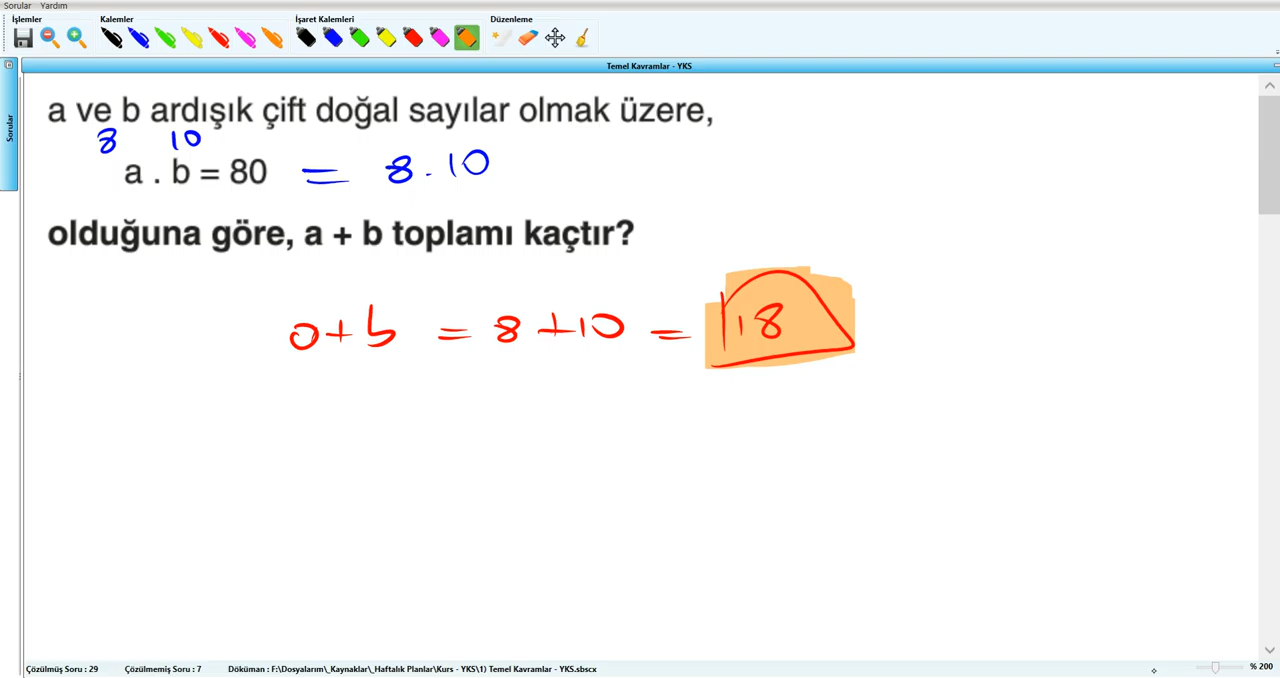 Sorular Yardım
İşlemler Kalemler İşaret Kalemleri Düzenleme
Temel Kavramlar - YKS
Sorular
a ve b ardışık çift doğal sayılar olmak üzere,
8 10
a . b = 80 = 8 . 10
olduğuna göre, a + b toplamı kaçtır?
a + b = 8 + 10 = 18
Çözülmüş Soru : 29 Çözülmemiş Soru : 7 Döküman : F:\Dosyalarım\_Kaynaklar\_Haftalık Planlar\Kurs - YKS\1) Temel Kavramlar - YKS.sbscx % 200